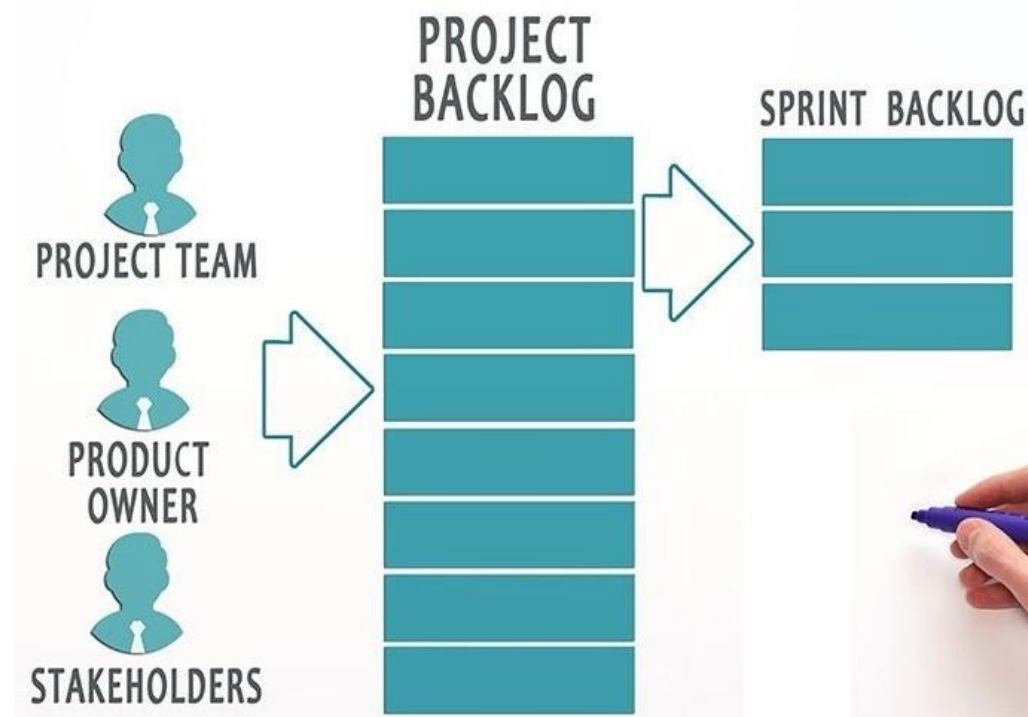 PROJECT
BACKLOG
SPRINT BACKLOG
PROJECT TEAM
PRODUCT
OWNER
STAKEHOLDERS